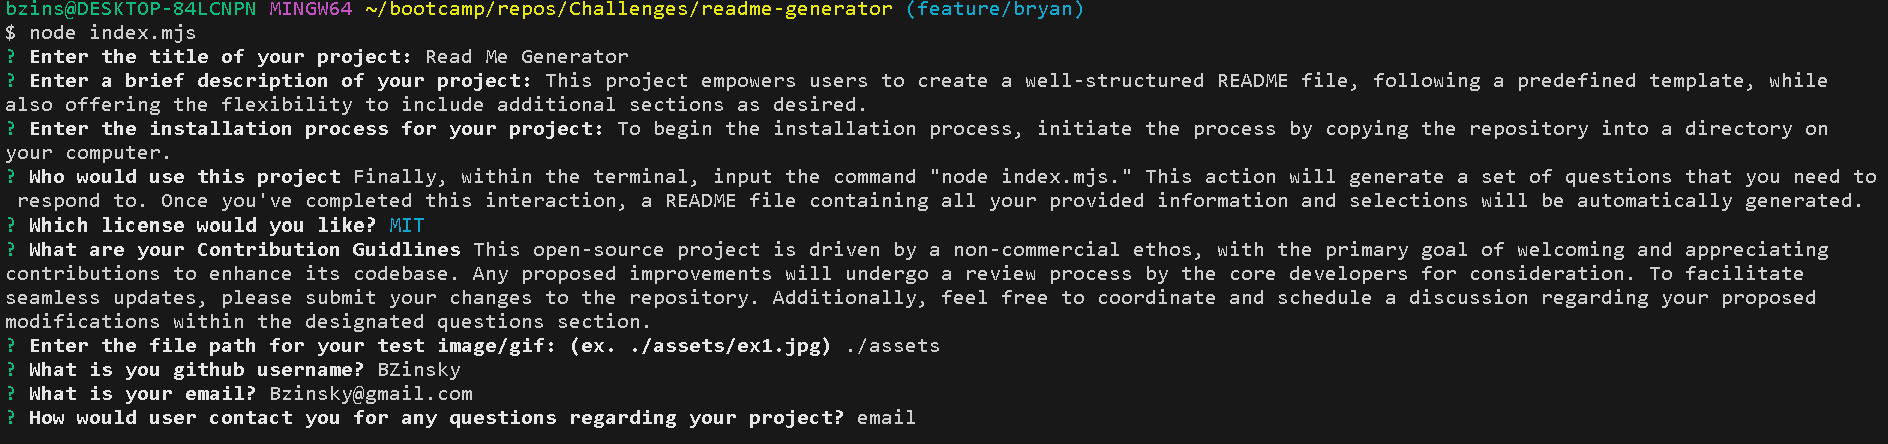 bzins@DESKTOP-84LCNPN MINGW64 ~/bootcamp/repos/Challenges/readme-generator (feature/bryan)
$ node index.mjs
? Enter the title of your project: Read Me Generator
? Enter a brief description of your project: This project empowers users to create a well-structured README file, following a predefined template, while
also offering the flexibility to include additional sections as desired.
? Enter the installation process for your project: To begin the installation process, initiate the process by copying the repository into a directory on
your computer.
? Who would use this project Finally, within the terminal, input the command "node index.mjs." This action will generate a set of questions that you need to
respond to. Once you've completed this interaction, a README file containing all your provided information and selections will be automatically generated.
? Which license would you like? MIT
? What are your Contribution Guidlines This open-source project is driven by a non-commercial ethos, with the primary goal of welcoming and appreciating
contributions to enhance its codebase. Any proposed improvements will undergo a review process by the core developers for consideration. To facilitate
seamless updates, please submit your changes to the repository. Additionally, feel free to coordinate and schedule a discussion regarding your proposed
modifications within the designated questions section.
? Enter the file path for your test image/gif: (ex. ./assets/ex1.jpg) ./assets
? What is you github username? BZinsky
? What is your email? Bzinsky@gmail.com
? How would user contact you for any questions regarding your project? email